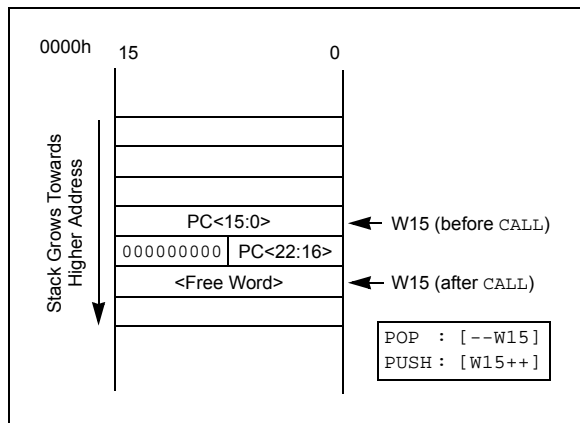 0000h
15 0
Stack Grows Towards
Higher Address
PC<15:0>
W15 (before CALL)
000000000 PC<22:16>
<Free Word>
W15 (after CALL)
POP : [--W15]
PUSH : [W15++]